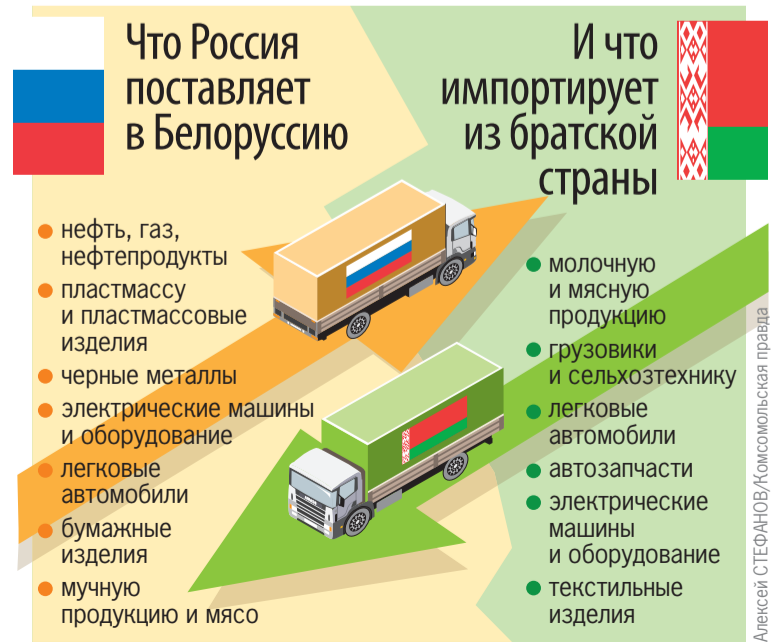 Что Россия
поставляет
в Белоруссию
нефть, газ,
нефтепродукты
пластмассу
и пластмассовые
изделия
черные металлы
электрические машины
и оборудование
легковые
автомобили
бумажные
изделия
мучную
продукцию и мясо
И что
импортирует
из братской
страны
молочную
и мясную
продукцию
грузовики
и сельхозтехнику
легковые
автомобили
автозапчасти
электрические
машины
и оборудование
текстильные
изделия
Алексей СТЕФАНОВ/Комсомольская правда